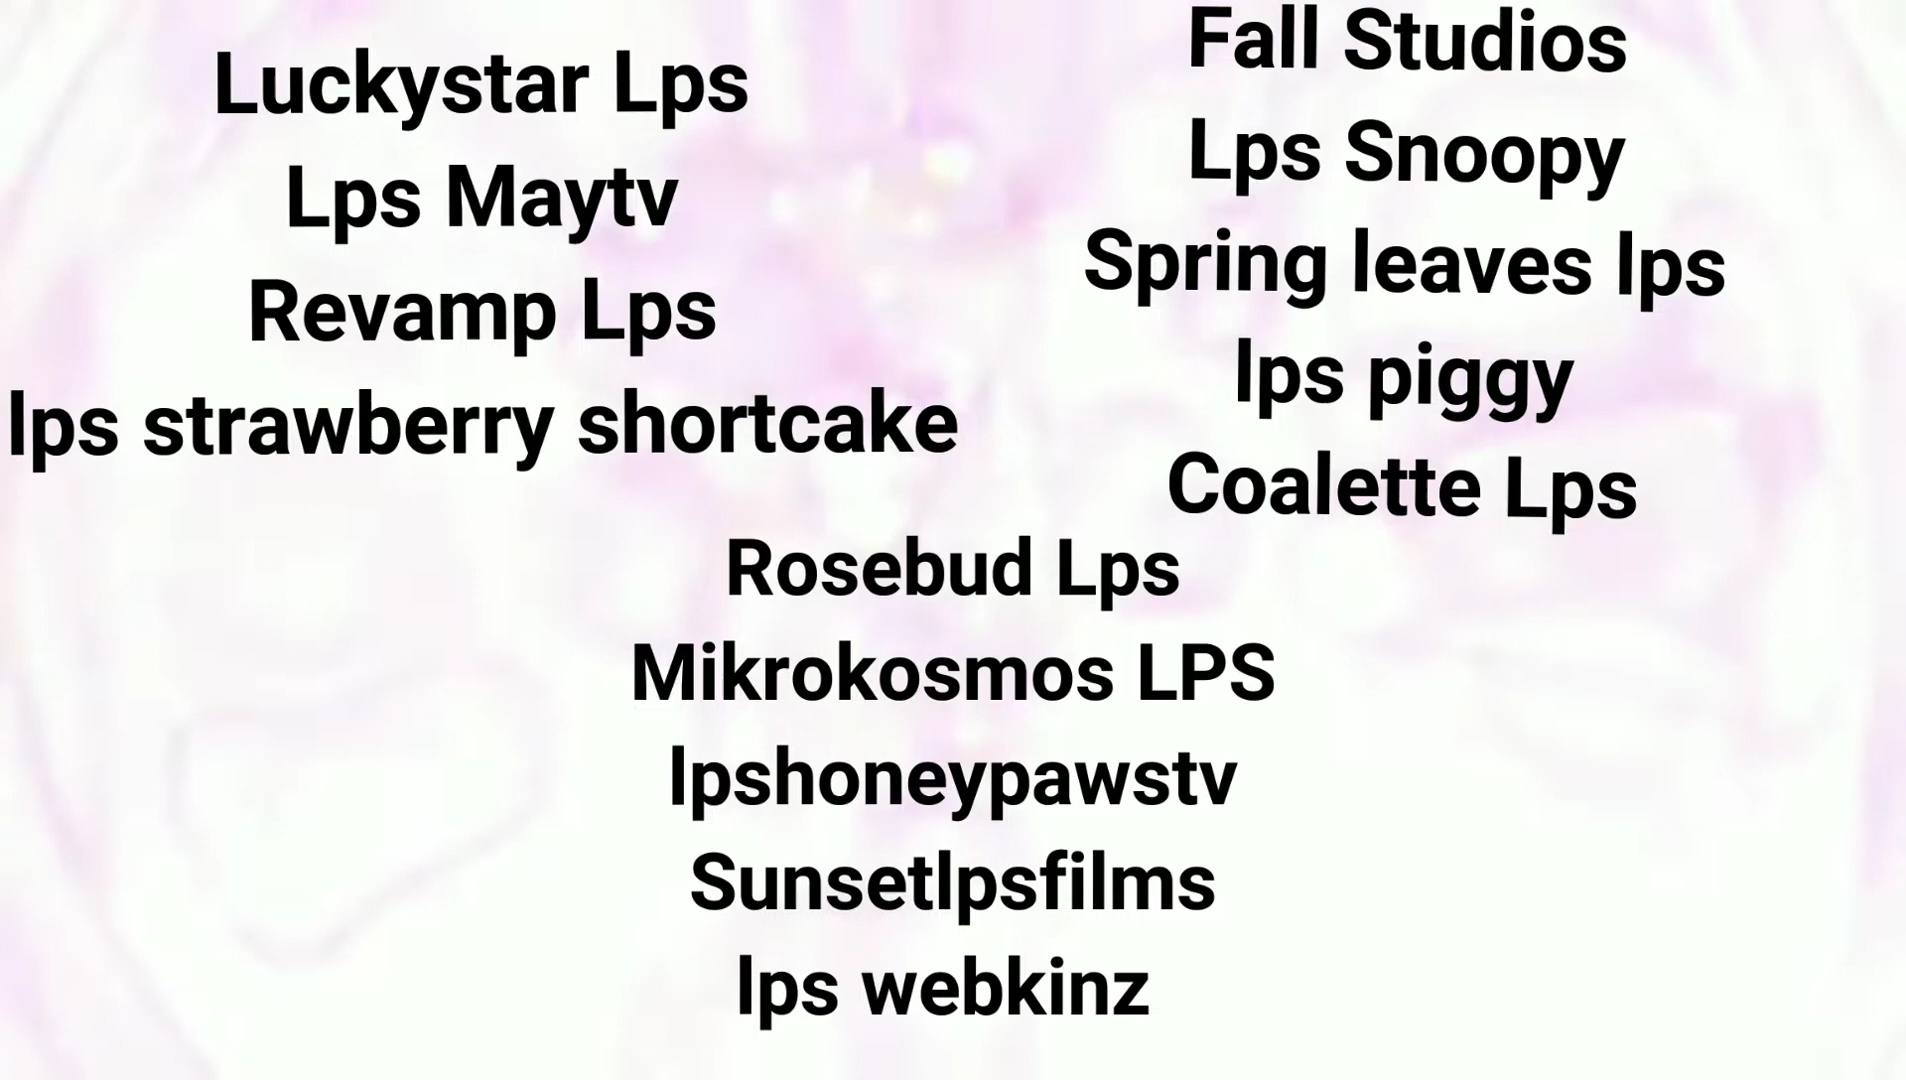 Luckystar Lps
Lps Maytv
Revamp Lps
lps strawberry shortcake
Fall Studios
Lps Snoopy
Spring leaves lps
lps piggy
Coalette Lps
Rosebud Lps
Mikrokosmos LPS
lpshoneypawstv
Sunsetlpsfilms
lps webkinz